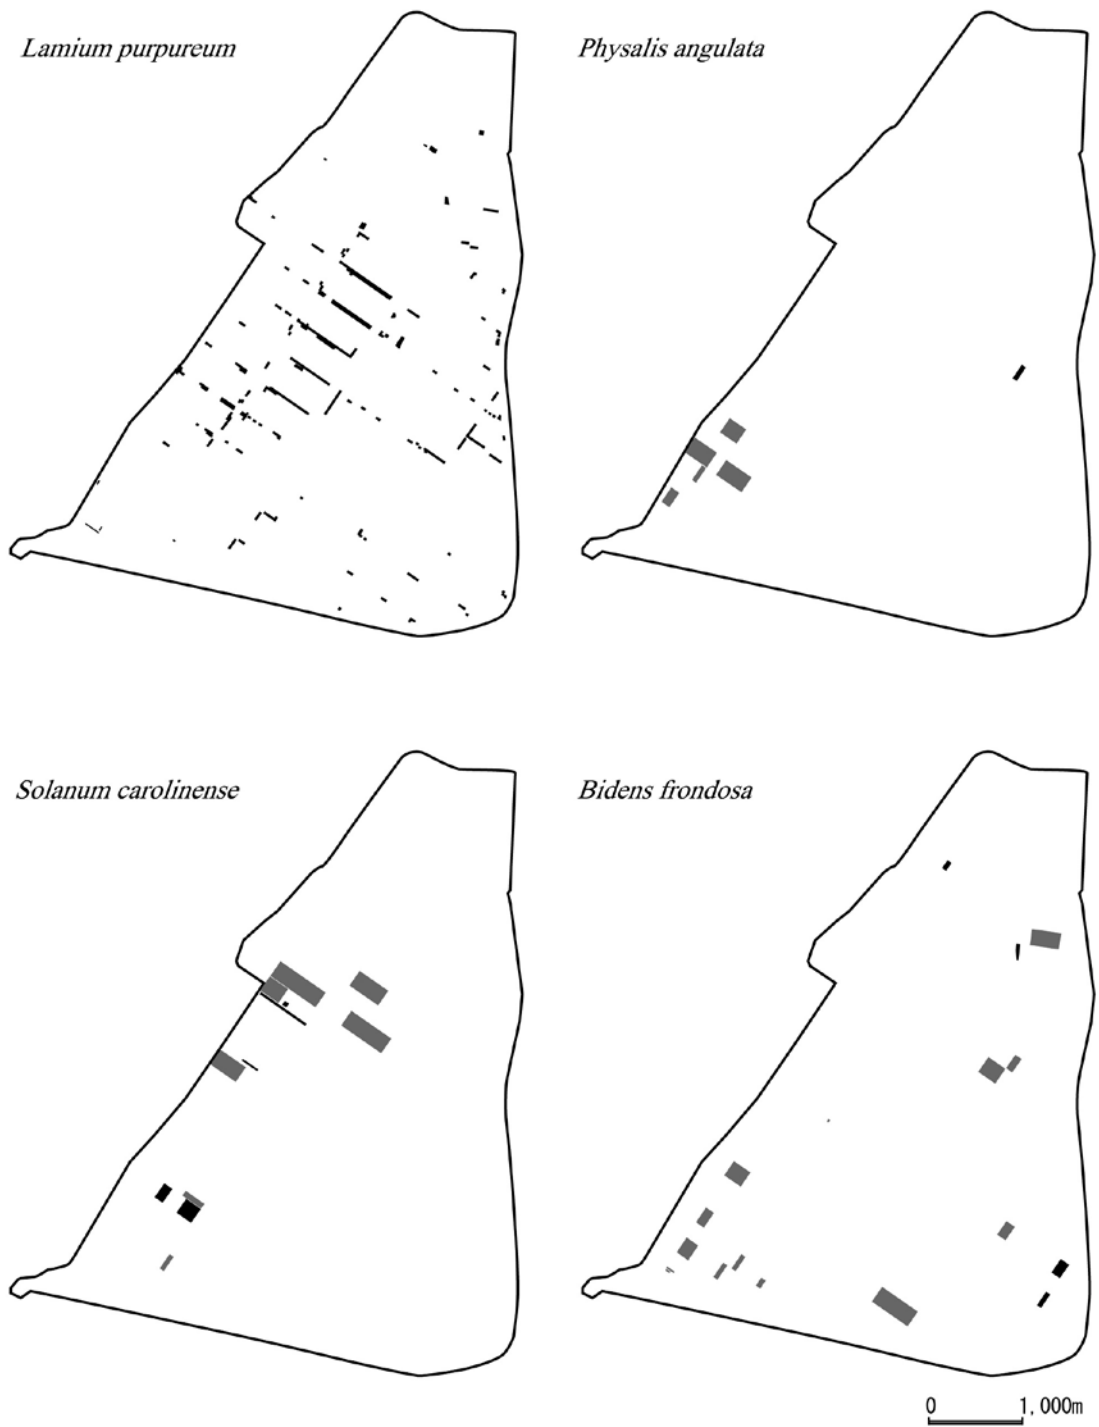 Lamium purpureum
Physalis angulata
Solanum carolinense
Bidens frondosa
0 1,000m